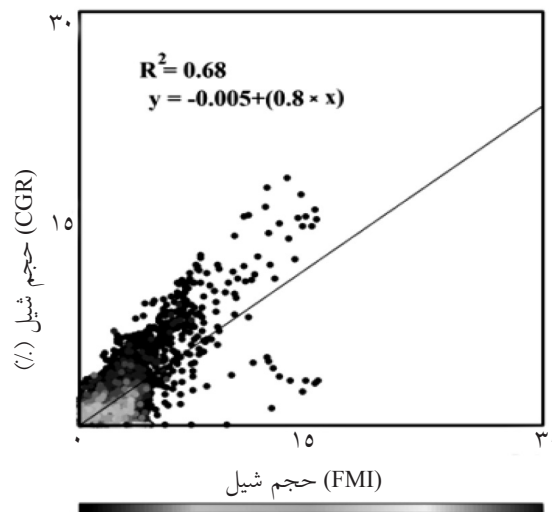 ۳۰
R²= 0.68
y = -0.005+(0.8 × x)
۱۵
حجم شیل (CGR) (٪)
۰ ۱۵ ۳
حجم شیل (FMI)